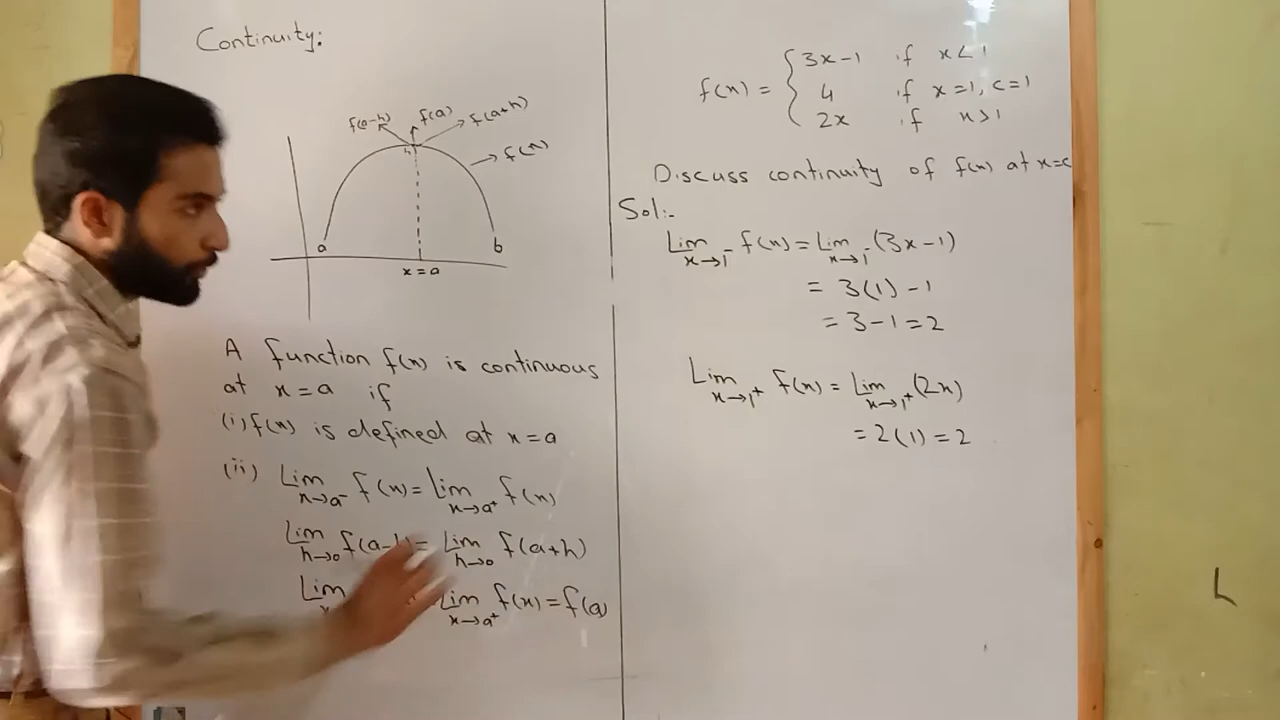 Continuity:
f(a-h) f(a) f(a+h)
f(x)
a b
x=a
A function f(x) is continuous
at x=a if
(i) f(x) is defined at x=a
(ii) Lim x→a⁻ f(x) = Lim x→a⁺ f(x)
Lim h→0 f(a-h) = Lim h→0 f(a+h)
Lim Lim x→a⁺ f(x) = f(a)
f(x) = { 3x-1 if x<1
4 if x=1, c=1
2x if x>1
Discuss continuity of f(x) at x=c
Sol:-
Lim x→1⁻ f(x) = Lim x→1⁻ (3x-1)
= 3(1) - 1
= 3-1 = 2
Lim x→1⁺ f(x) = Lim x→1⁺ (2x)
= 2(1) = 2